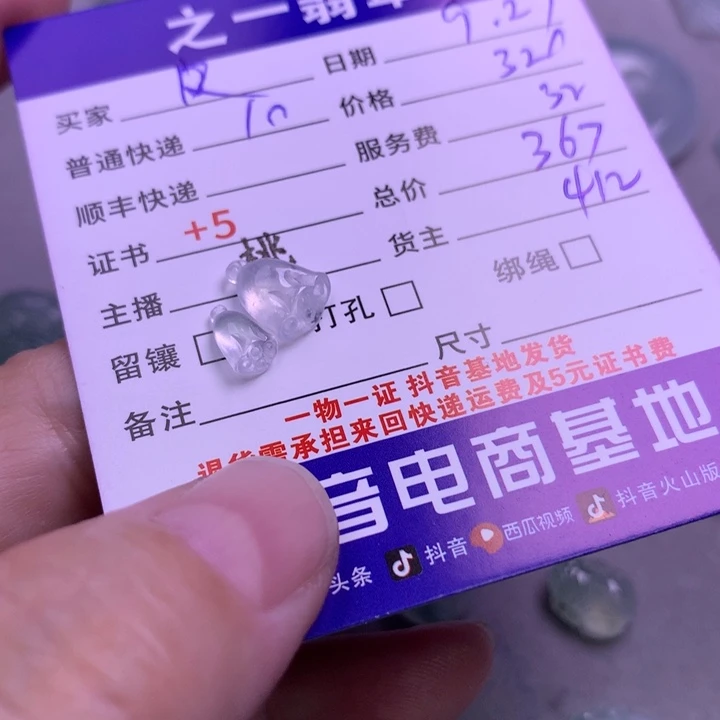 之一翡翠
买家 日期 9.29
普通快递 10 价格 320
顺丰快递 服务费 32
证书 +5 总价 367
主播 桃 货主 412
留镶 打孔 绑绳
备注 尺寸
一物一证 抖音基地发货
退货需承担来回快递运费及5元证书费
音电商基地
头条 抖音 西瓜视频 抖音火山版